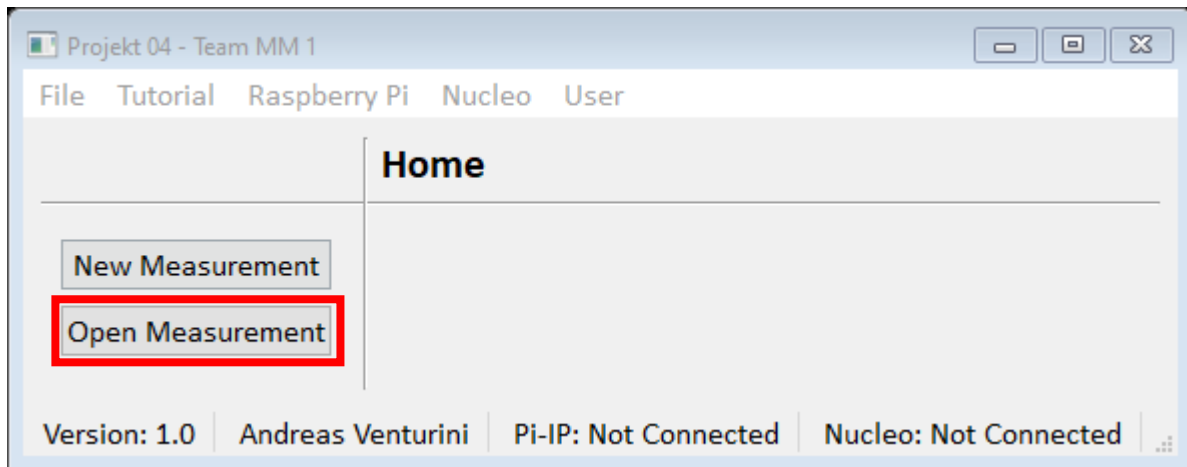 Projekt 04 - Team MM 1
File Tutorial Raspberry Pi Nucleo User
Home
New Measurement
Open Measurement
Version: 1.0 Andreas Venturini Pi-IP: Not Connected Nucleo: Not Connected